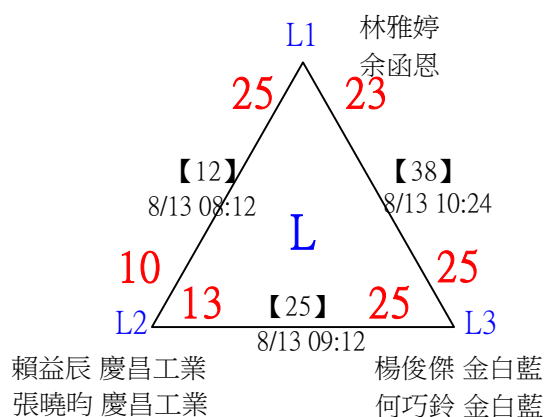 L1
林雅婷
余函恩
25
23
【12】
8/13 08:12
【38】
8/13 10:24
L
10
25
13
【25】
25
L2
8/13 09:12
L3
賴益辰 慶昌工業
張曉昀 慶昌工業
楊俊傑 金白藍
何巧鈴 金白藍